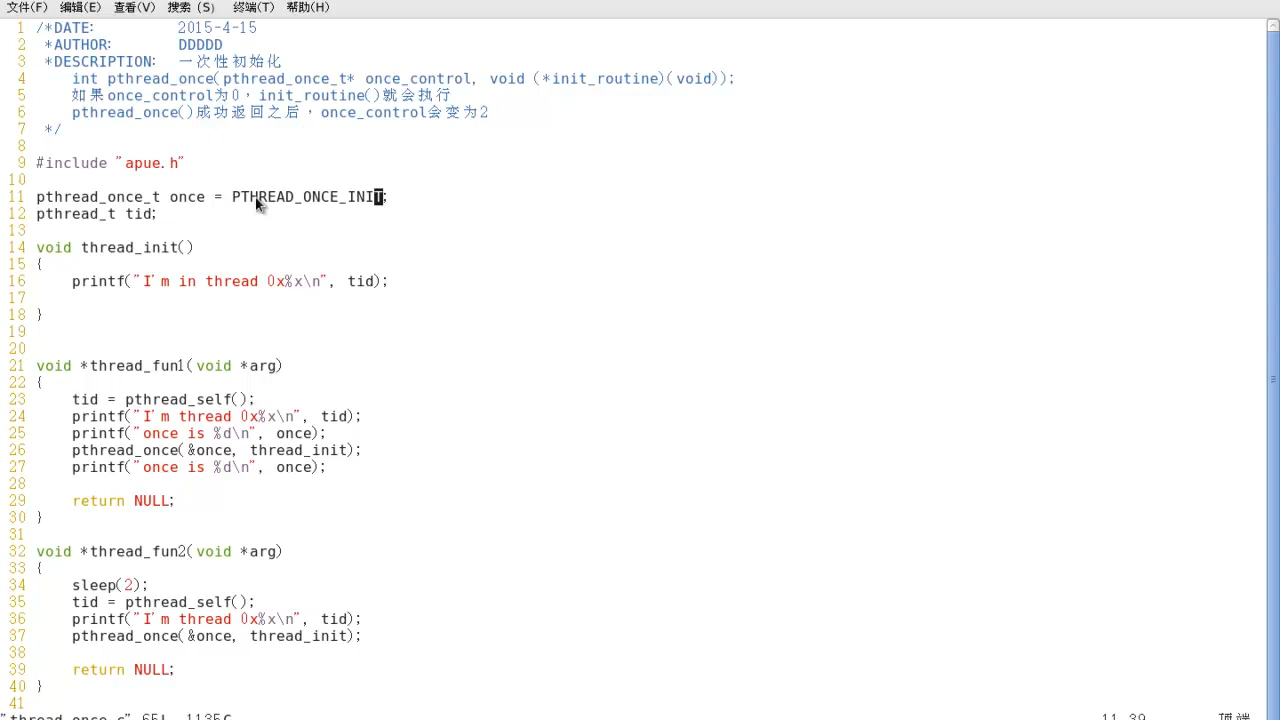 文件(F) 编辑(E) 查看(V) 搜索 (S) 终端(T) 帮助(H)
1 /*DATE: 2015-4-15
2 *AUTHOR: DDDDD
3 *DESCRIPTION: 一次性初始化
4 int pthread_once(pthread_once_t* once_control, void (*init_routine)(void));
5 如果once_control为0，init_routine()就会执行
6 pthread_once()成功返回之后，once_control会变为2
7 */
8
9 #include "apue.h"
10
11 pthread_once_t once = PTHREAD_ONCE_INIT;
12 pthread_t tid;
13
14 void thread_init()
15 {
16 printf("I'm in thread 0x%x\n", tid);
17
18 }
19
20
21 void *thread_fun1(void *arg)
22 {
23 tid = pthread_self();
24 printf("I'm thread 0x%x\n", tid);
25 printf("once is %d\n", once);
26 pthread_once(&once, thread_init);
27 printf("once is %d\n", once);
28
29 return NULL;
30 }
31
32 void *thread_fun2(void *arg)
33 {
34 sleep(2);
35 tid = pthread_self();
36 printf("I'm thread 0x%x\n", tid);
37 pthread_once(&once, thread_init);
38
39 return NULL;
40 }
41
"thread_once.c" 65L, 1135C 11,39 顶端